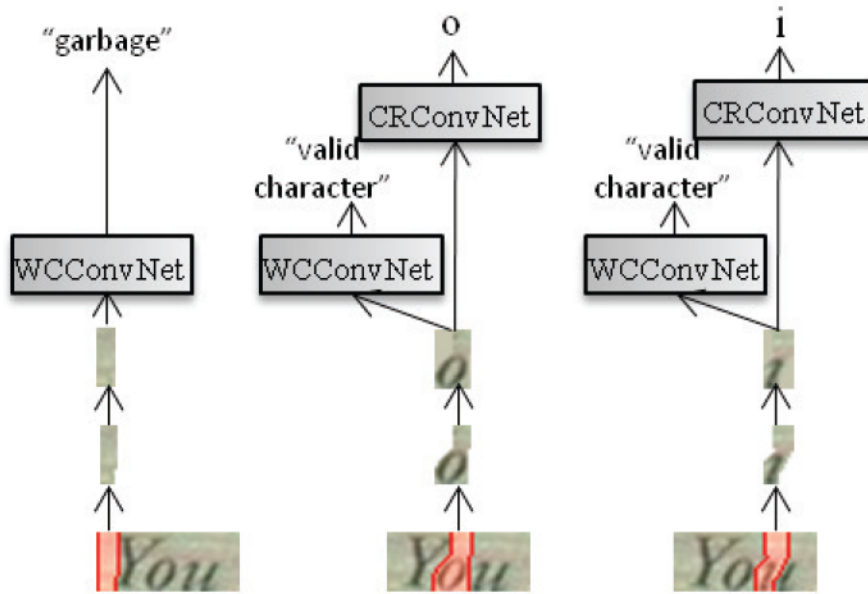 “garbage”
o
i
CRConvNet
CRConvNet
“valid
character”
“valid
character”
WCConvNet
WCConvNet
WCConvNet
o
i
o
i
You
You
You